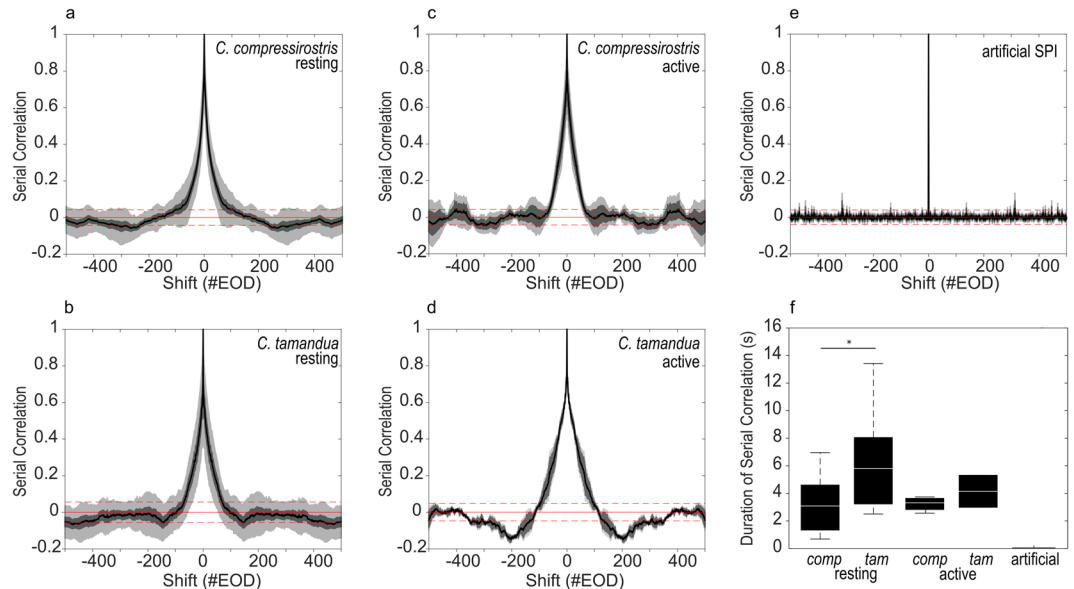 a
C. compressirostris
resting
Serial Correlation
1
0.8
0.6
0.4
0.2
0
-0.2
-400 -200 0 200 400
Shift (#EOD)
c
C. compressirostris
active
Serial Correlation
1
0.8
0.6
0.4
0.2
0
-0.2
-400 -200 0 200 400
Shift (#EOD)
e
artificial SPI
Serial Correlation
1
0.8
0.6
0.4
0.2
0
-0.2
-400 -200 0 200 400
Shift (#EOD)
b
C. tamandua
resting
Serial Correlation
1
0.8
0.6
0.4
0.2
0
-0.2
-400 -200 0 200 400
Shift (#EOD)
d
C. tamandua
active
Serial Correlation
1
0.8
0.6
0.4
0.2
0
-0.2
-400 -200 0 200 400
Shift (#EOD)
f
Duration of Serial Correlation (s)
16
14
12
10
8
6
4
2
0
*
comp tam comp tam artificial
resting active